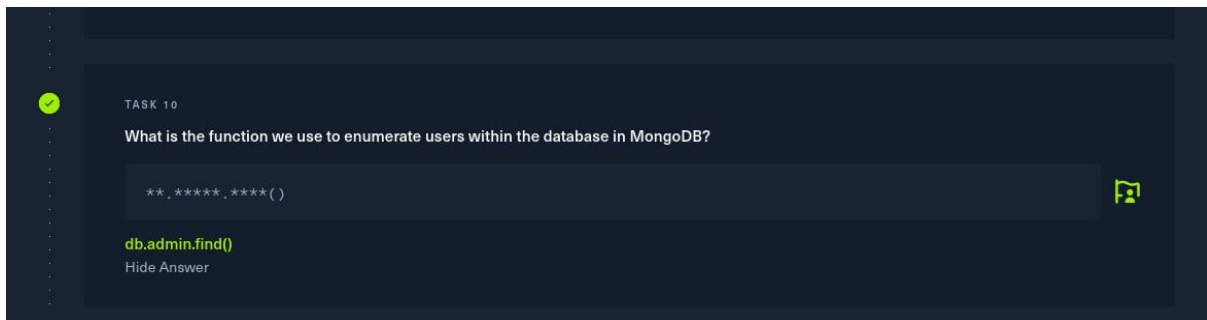 TASK 10
What is the function we use to enumerate users within the database in MongoDB?
**.*****.****()
db.admin.find()
Hide Answer